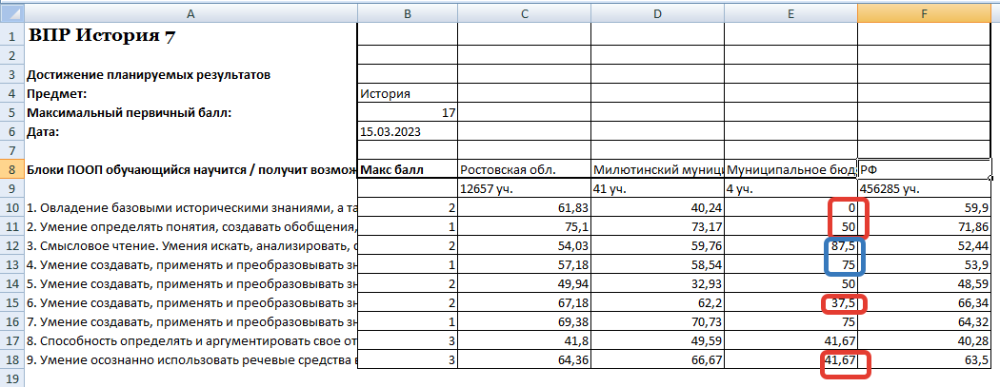 A B C D E F
1 ВПР История 7
2
3 Достижение планируемых результатов
4 Предмет: История
5 Максимальный первичный балл: 17
6 Дата: 15.03.2023
7
8 Блоки ПООП обучающийся научится / получит возмож Макс балл Ростовская обл. Милютинский муници Муниципальное бюд РФ
9 12657 уч. 41 уч. 4 уч. 456285 уч.
10 1. Овладение базовыми историческими знаниями, а та 2 61,83 40,24 0 59,9
11 2. Умение определять понятия, создавать обобщения, 1 75,1 73,17 50 71,86
12 3. Смысловое чтение. Умения искать, анализировать, с 2 54,03 59,76 87,5 52,44
13 4. Умение создавать, применять и преобразовывать зн 1 57,18 58,54 75 53,9
14 5. Умение создавать, применять и преобразовывать зн 2 49,94 32,93 50 48,59
15 6. Умение создавать, применять и преобразовывать зн 2 67,18 62,2 37,5 66,34
16 7. Умение создавать, применять и преобразовывать зн 1 69,38 70,73 75 64,32
17 8. Способность определять и аргументировать свое от 3 41,8 49,59 41,67 40,28
18 9. Умение осознанно использовать речевые средства в 3 64,36 66,67 41,67 63,5
19